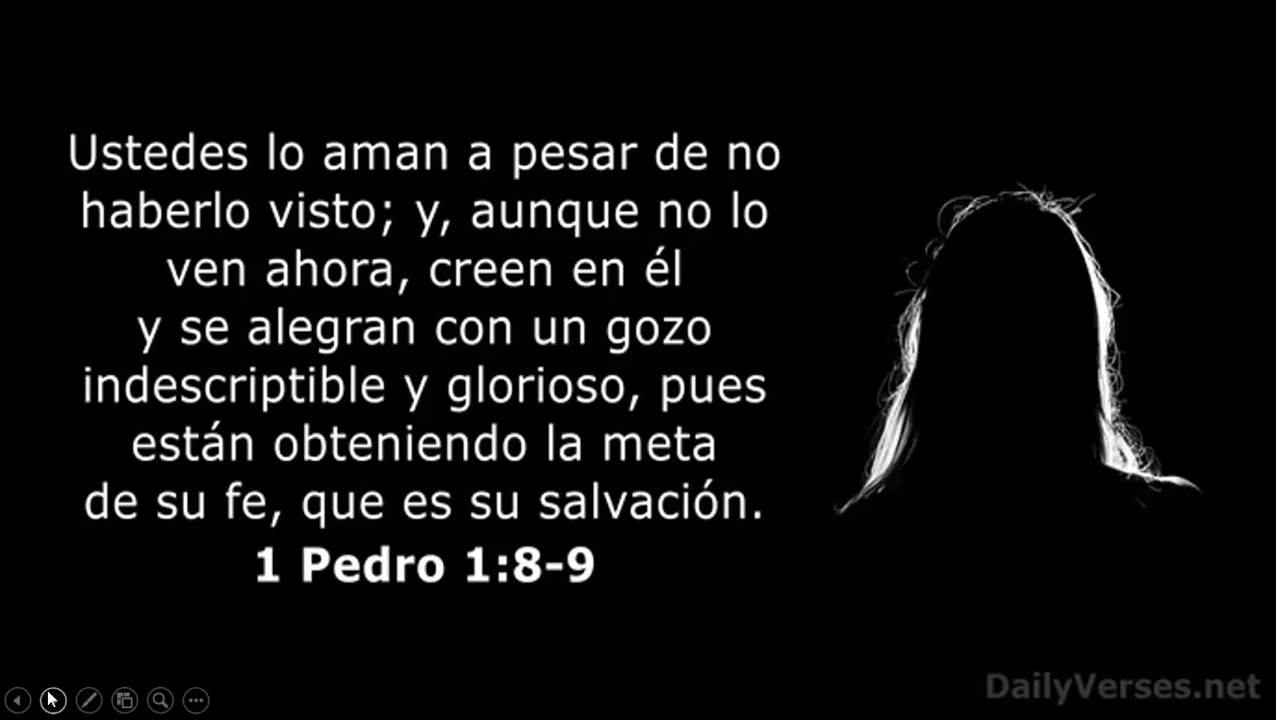 Ustedes lo aman a pesar de no
haberlo visto; y, aunque no lo
ven ahora, creen en él
y se alegran con un gozo
indescriptible y glorioso, pues
están obteniendo la meta
de su fe, que es su salvación.
1 Pedro 1:8-9
DailyVerses.net